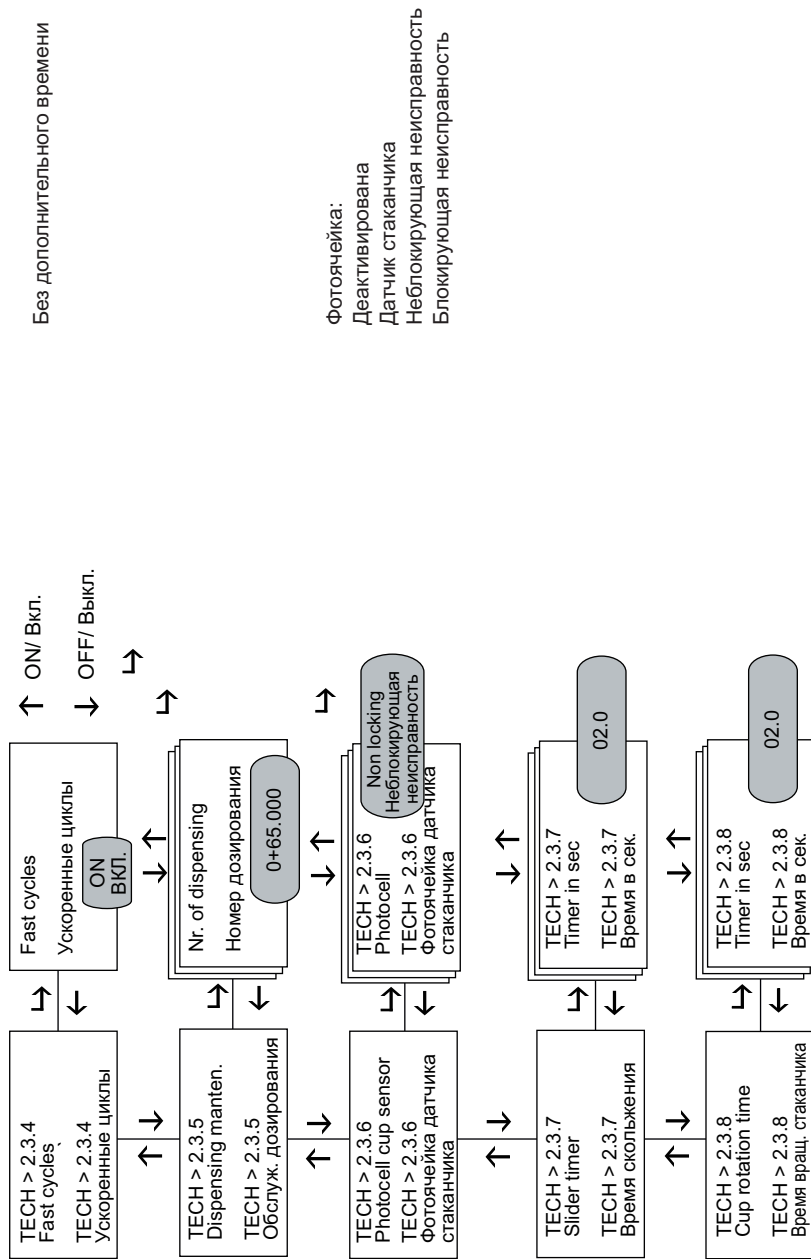 TECH > 2.3.4
Fast cycles
TECH > 2.3.4
Ускоренные циклы
Fast cycles
Ускоренные циклы
ON
ВКЛ.
ON/ Вкл.
OFF/ Выкл.
Без дополнительного времени
TECH > 2.3.5
Dispensing manten.
TECH > 2.3.5
Обслуж. дозирования
Nr. of dispensing
Номер дозирования
0+65.000
TECH > 2.3.6
Photocell cup sensor
TECH > 2.3.6
Фотоячейка датчика
стаканчика
TECH > 2.3.6
Photocell
TECH > 2.3.6
Фотоячейка датчика
стаканчика
Non locking
Неблокирующая
неисправность
Фотоячейка:
Деактивирована
Датчик стаканчика
Неблокирующая неисправность
Блокирующая неисправность
TECH > 2.3.7
Slider timer
TECH > 2.3.7
Время скольжения
TECH > 2.3.7
Timer in sec
TECH > 2.3.7
Время в сек.
02.0
TECH > 2.3.8
Cup rotation time
TECH > 2.3.8
Время вращ. стаканчика
TECH > 2.3.8
Timer in sec
TECH > 2.3.8
Время в сек.
02.0